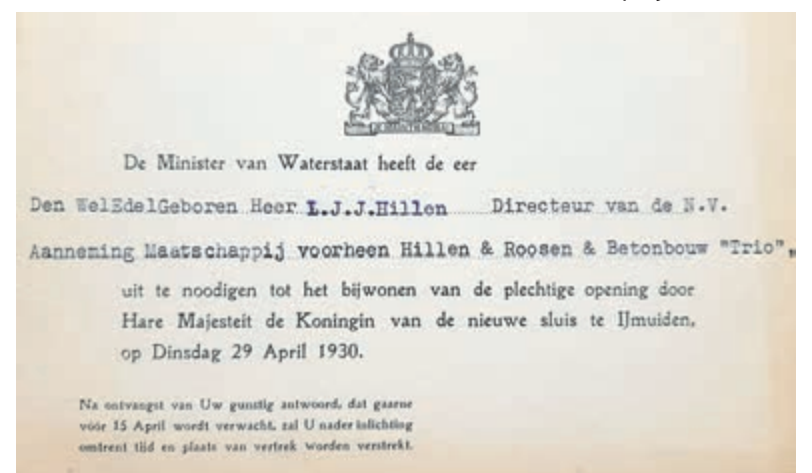 De Minister van Waterstaat heeft de eer
Den WelEdelGeboren Heer L.J.J.Hillen Directeur van de N.V.
Aanneming Maatschappij voorheen Hillen & Roosen & Betonbouw "Trio",
uit te noodigen tot het bijwonen van de plechtige opening door
Hare Majesteit de Koningin van de nieuwe sluis te IJmuiden,
op Dinsdag 29 April 1930.
Na ontvangst van Uw gunstig antwoord, dat gaarne
vóór 15 April wordt verwacht, zal U nader inlichting
omtrent tijd en plaats van vertrek worden verstrekt.